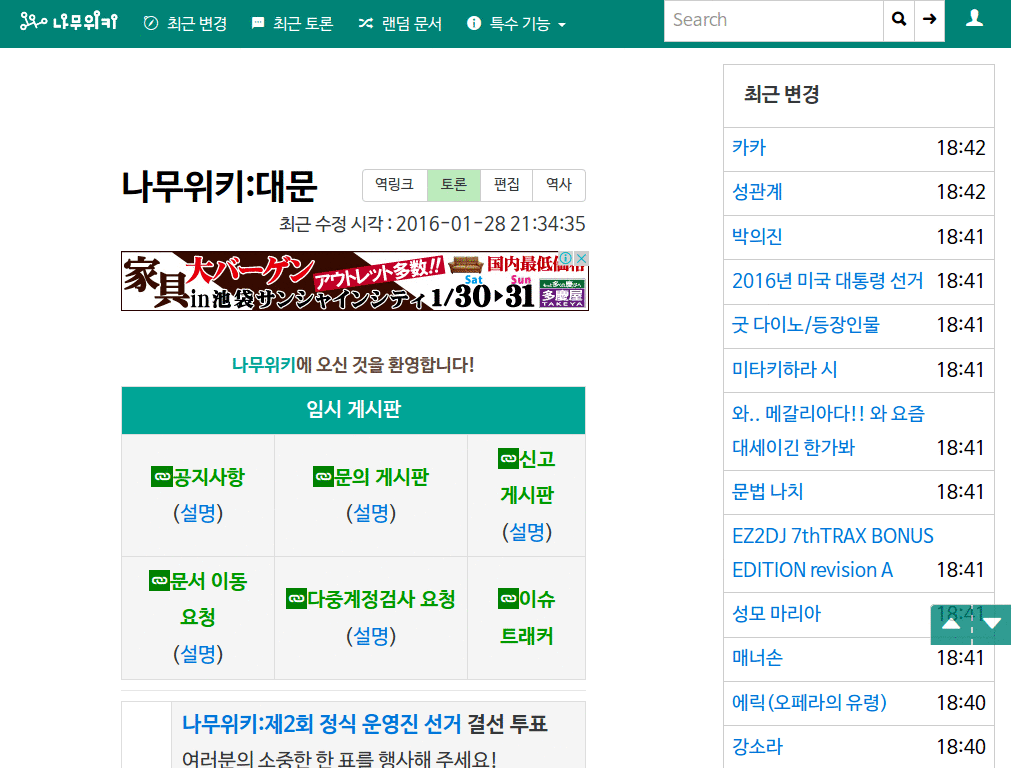 나무위키
최근 변경
최근 토론
랜덤 문서
특수 기능
Search
나무위키:대문
역링크
토론
편집
역사
최근 수정 시각 : 2016-01-28 21:34:35
家具
大バーゲン
アウトレット多数!!
国内最低価格
in池袋サンシャインシティ
Sat
Sun
1/30▶31
多慶屋
TAKEYA
나무위키에 오신 것을 환영합니다!
임시 게시판
공지사항
(설명)
문의 게시판
(설명)
신고
게시판
(설명)
문서 이동
요청
(설명)
다중계정검사 요청
(설명)
이슈
트래커
나무위키:제2회 정식 운영진 선거 결선 투표
여러분의 소중한 한 표를 행사해 주세요!
최근 변경
카카 18:42
성관계 18:42
박의진 18:41
2016년 미국 대통령 선거 18:41
굿 다이노/등장인물 18:41
미타키하라 시 18:41
와.. 메갈리아다!! 와 요즘
대세이긴 한가봐 18:41
문법 나치 18:41
EZ2DJ 7thTRAX BONUS
EDITION revision A 18:41
성모 마리아 18:41
매너손 18:41
에릭(오페라의 유령) 18:40
강소라 18:40